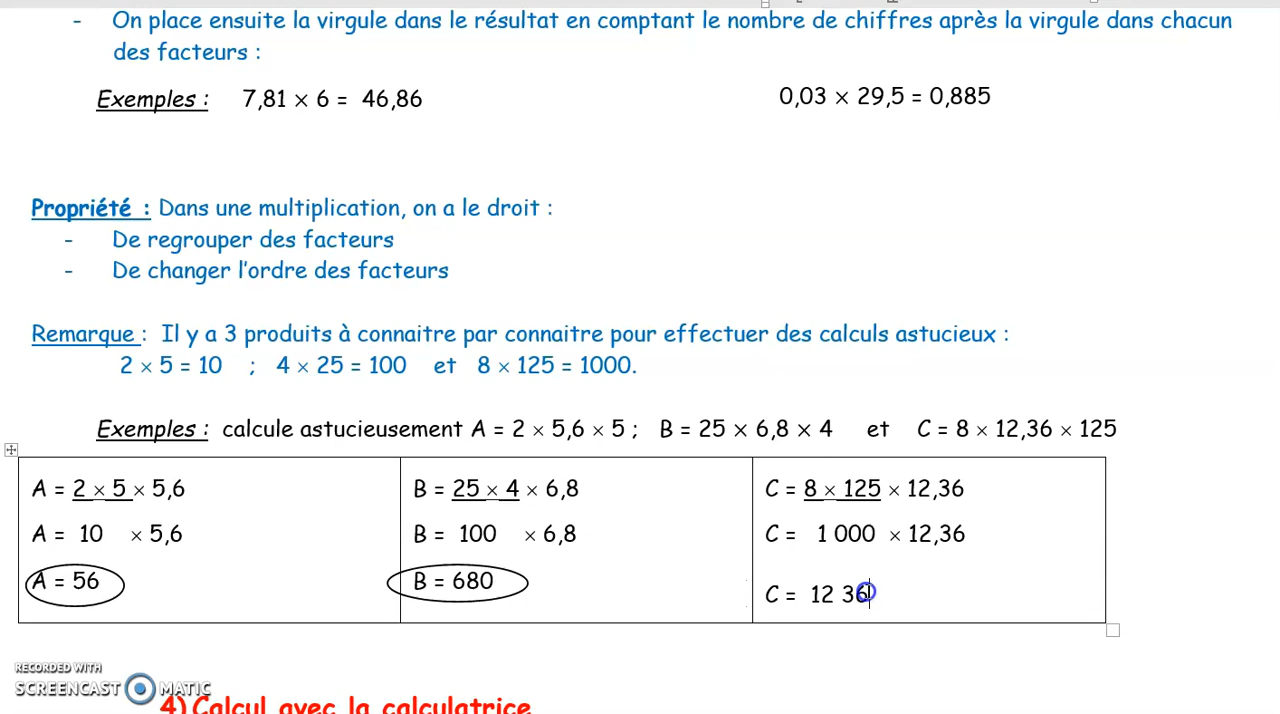 - On place ensuite la virgule dans le résultat en comptant le nombre de chiffres après la virgule dans chacun
des facteurs :
Exemples : 7,81 × 6 = 46,86 0,03 × 29,5 = 0,885
Propriété : Dans une multiplication, on a le droit :
- De regrouper des facteurs
- De changer l'ordre des facteurs
Remarque : Il y a 3 produits à connaitre par connaitre pour effectuer des calculs astucieux :
2 × 5 = 10 ; 4 × 25 = 100 et 8 × 125 = 1000.
Exemples : calcule astucieusement A = 2 × 5,6 × 5 ; B = 25 × 6,8 × 4 et C = 8 × 12,36 × 125
A = 2 × 5 × 5,6
A = 10 × 5,6
A = 56
B = 25 × 4 × 6,8
B = 100 × 6,8
B = 680
C = 8 × 125 × 12,36
C = 1 000 × 12,36
C = 12 36
RECORDED WITH
SCREENCAST MATIC
4) Calcul avec la calculatrice